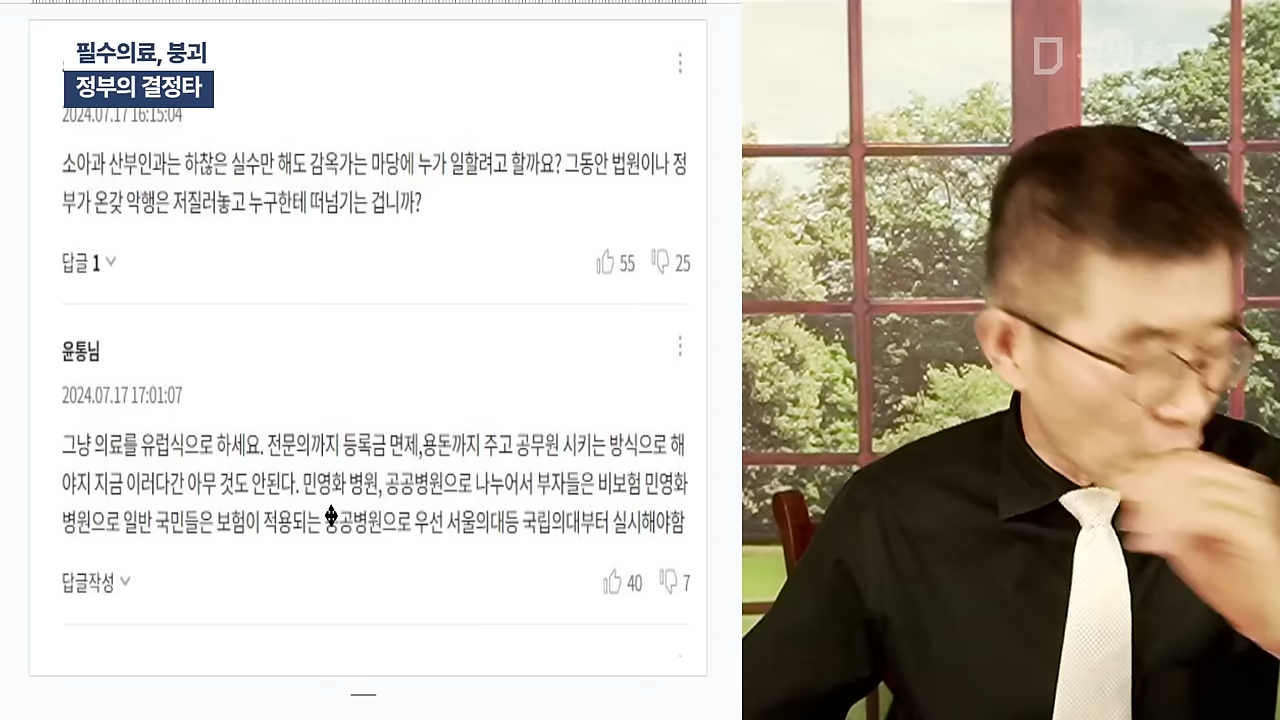 필수의료, 붕괴
정부의 결정타
2024.07.17 16:15:04
소아과 산부인과는 하찮은 실수만 해도 감옥가는 마당에 누가 일할려고 할까요? 그동안 법원이나 정
부가 온갖 악행은 저질러놓고 누구한테 떠넘기는 겁니까?
답글 1
55 25
윤통님
2024.07.17 17:01:07
그냥 의료를 유럽식으로 하세요. 전문의까지 등록금 면제,용돈까지 주고 공무원 시키는 방식으로 해
야지 지금 이러다간 아무 것도 안된다. 민영화 병원, 공공병원으로 나누어서 부자들은 비보험 민영화
병원으로 일반 국민들은 보험이 적용되는 공공병원으로 우선 서울의대등 국립의대부터 실시해야함
답글작성
40 7